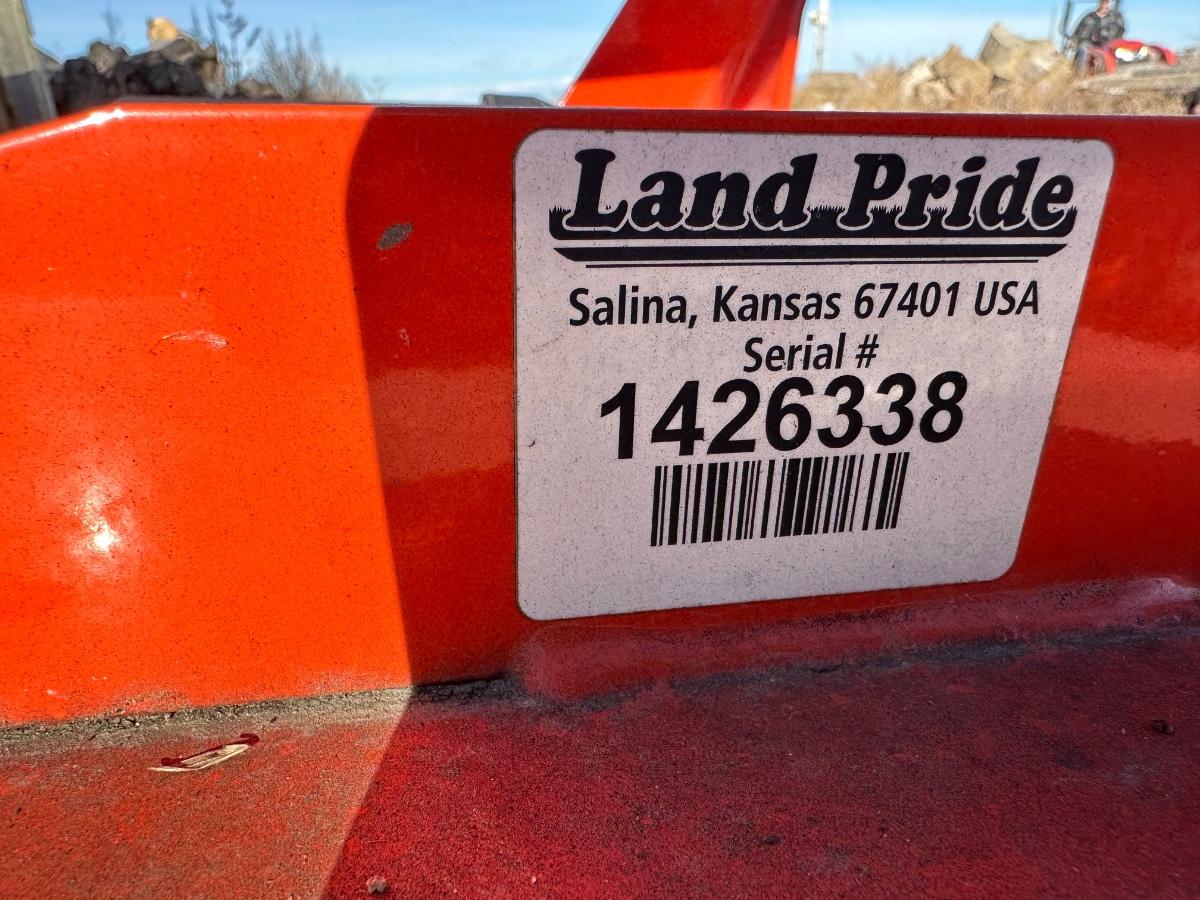 Land Pride
Salina, Kansas 67401 USA
Serial #
1426338